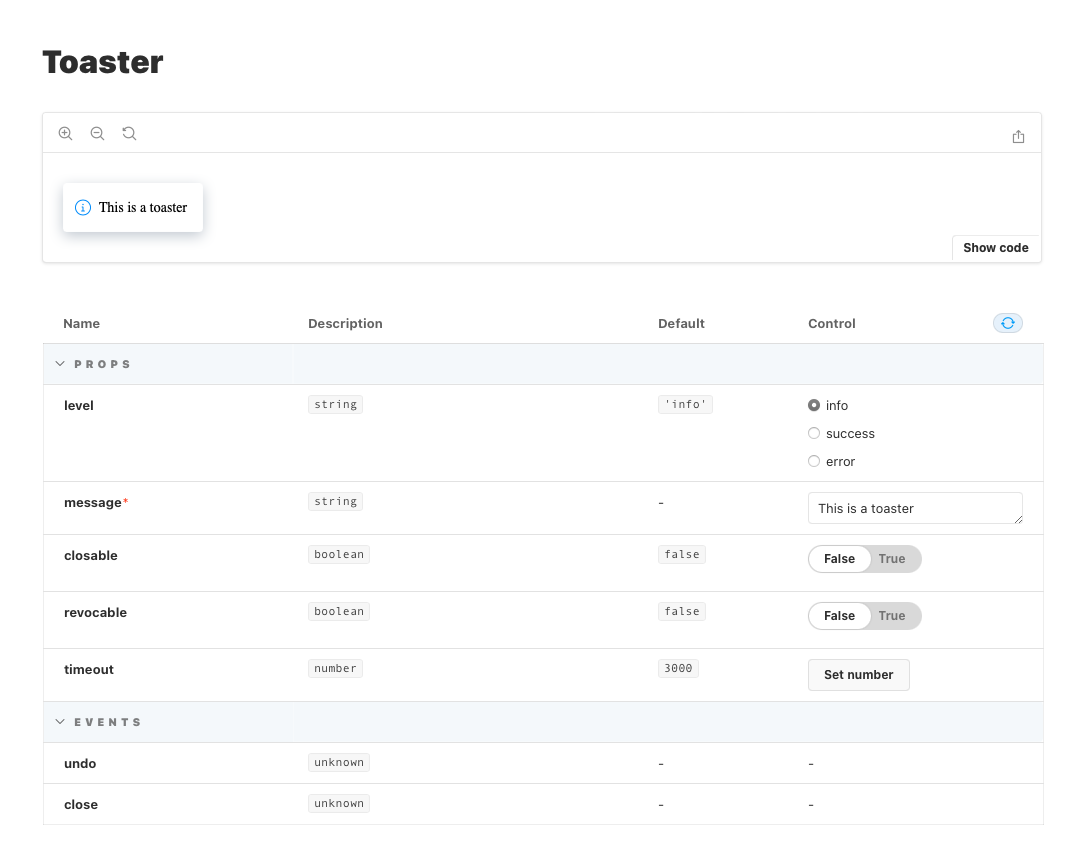 Toaster
This is a toaster
Show code
Name Description Default Control
PROPS
level string 'info' info
success
error
message* string - This is a toaster
closable boolean false False True
revocable boolean false False True
timeout number 3000 Set number
EVENTS
undo unknown - -
close unknown - -